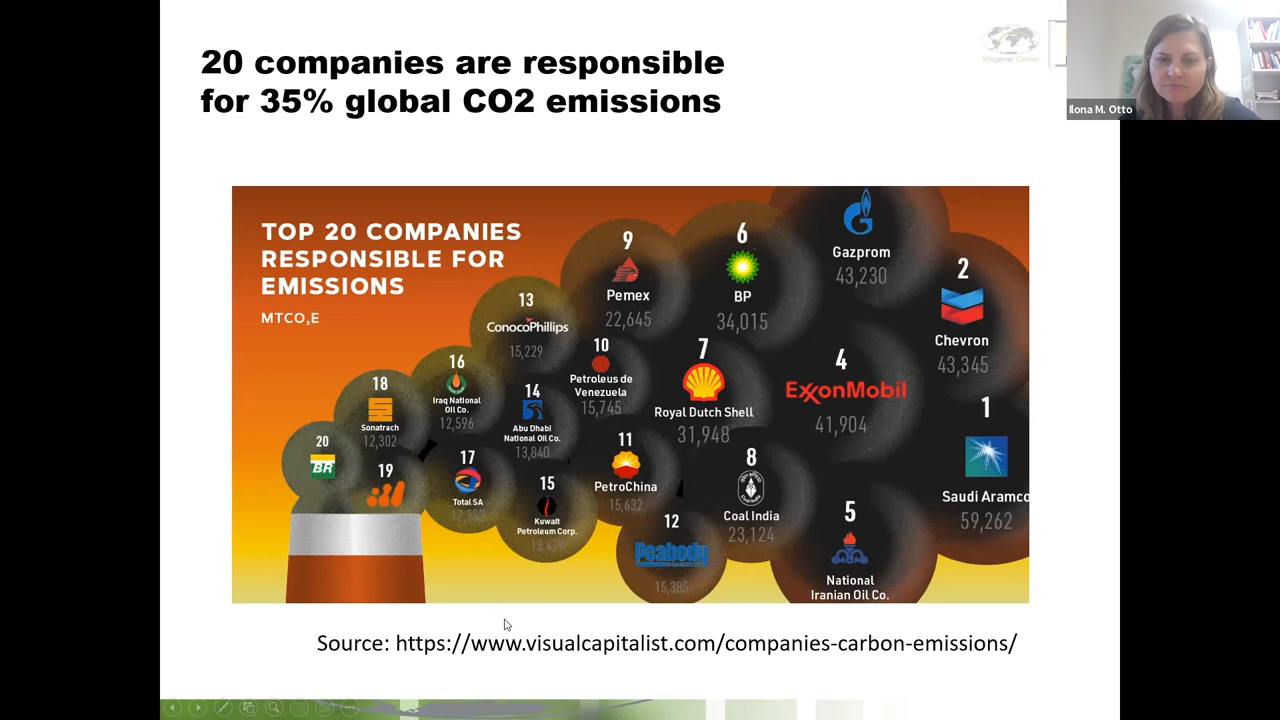 20 companies are responsible
for 35% global CO2 emissions
Wegener Center
Ilona M. Otto
TOP 20 COMPANIES
RESPONSIBLE FOR
EMISSIONS
MTCO₂E
Gazprom
43,230
2
Chevron
43,345
9
Pemex
22,645
6
BP
34,015
13
ConocoPhillips
15,229
10
Petroleus de
Venezuela
15,745
7
Royal Dutch Shell
31,948
4
ExxonMobil
41,904
1
Saudi Aramco
59,262
16
Iraq National
Oil Co.
12,596
14
Abu Dhabi
National Oil Co.
13,840
18
Sonatrach
12,302
11
PetroChina
15,632
8
Coal India
23,124
20
BR
19
17
Total SA
15
Kuwait
Petroleum Corp.
12
Peabody
15,385
5
National
Iranian Oil Co.
Source: https://www.visualcapitalist.com/companies-carbon-emissions/